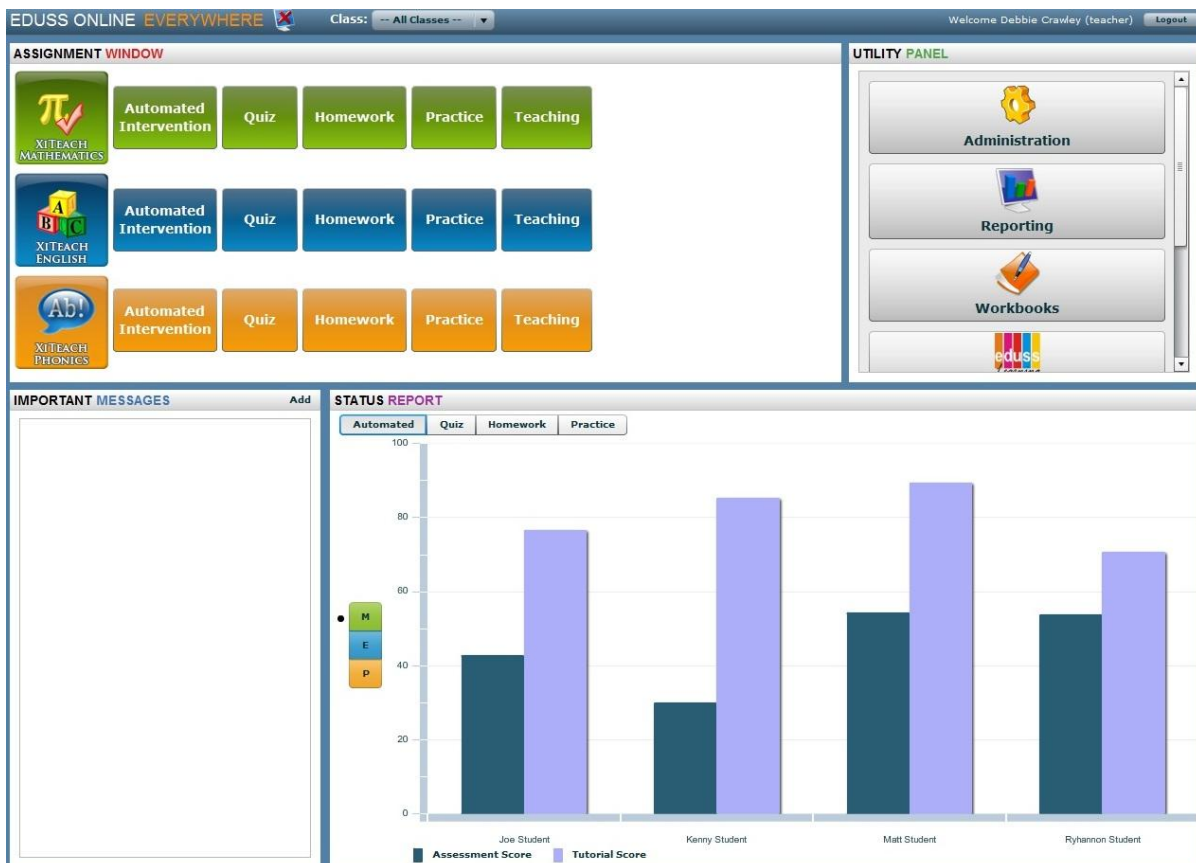 EDUSS ONLINE EVERYWHERE
Class: -- All Classes --
Welcome Debbie Crawley (teacher) Logout
ASSIGNMENT WINDOW
XITEACH
MATHEMATICS
Automated
Intervention
Quiz
Homework
Practice
Teaching
A
B C
XITEACH
ENGLISH
Automated
Intervention
Quiz
Homework
Practice
Teaching
Ab!
XITEACH
PHONICS
Automated
Intervention
Quiz
Homework
Practice
Teaching
UTILITY PANEL
Administration
Reporting
Workbooks
eduss
IMPORTANT MESSAGES Add
STATUS REPORT
Automated Quiz Homework Practice
100
80
60
40
20
0
M
E
P
Joe Student Kenny Student Matt Student Ryhannon Student
Assessment Score Tutorial Score